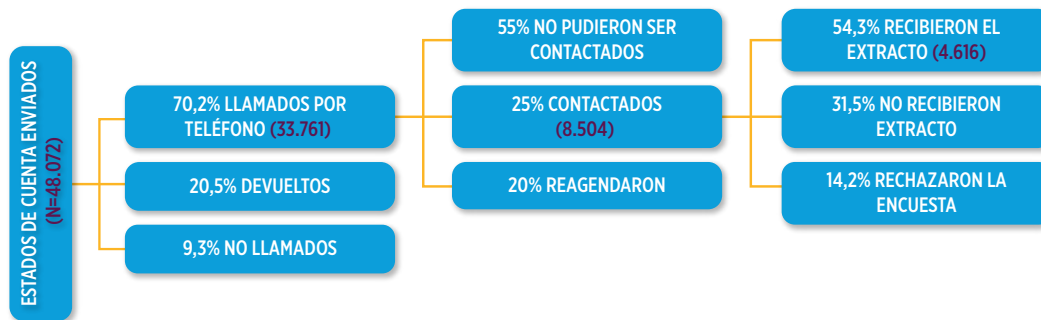 ESTADOS DE CUENTA ENVIADOS
(N=48.072)
70,2% LLAMADOS POR
TELÉFONO (33.761)
20,5% DEVUELTOS
9,3% NO LLAMADOS
55% NO PUDIERON SER
CONTACTADOS
25% CONTACTADOS
(8.504)
20% REAGENDARON
54,3% RECIBIERON EL
EXTRACTO (4.616)
31,5% NO RECIBIERON
EXTRACTO
14,2% RECHAZARON LA
ENCUESTA